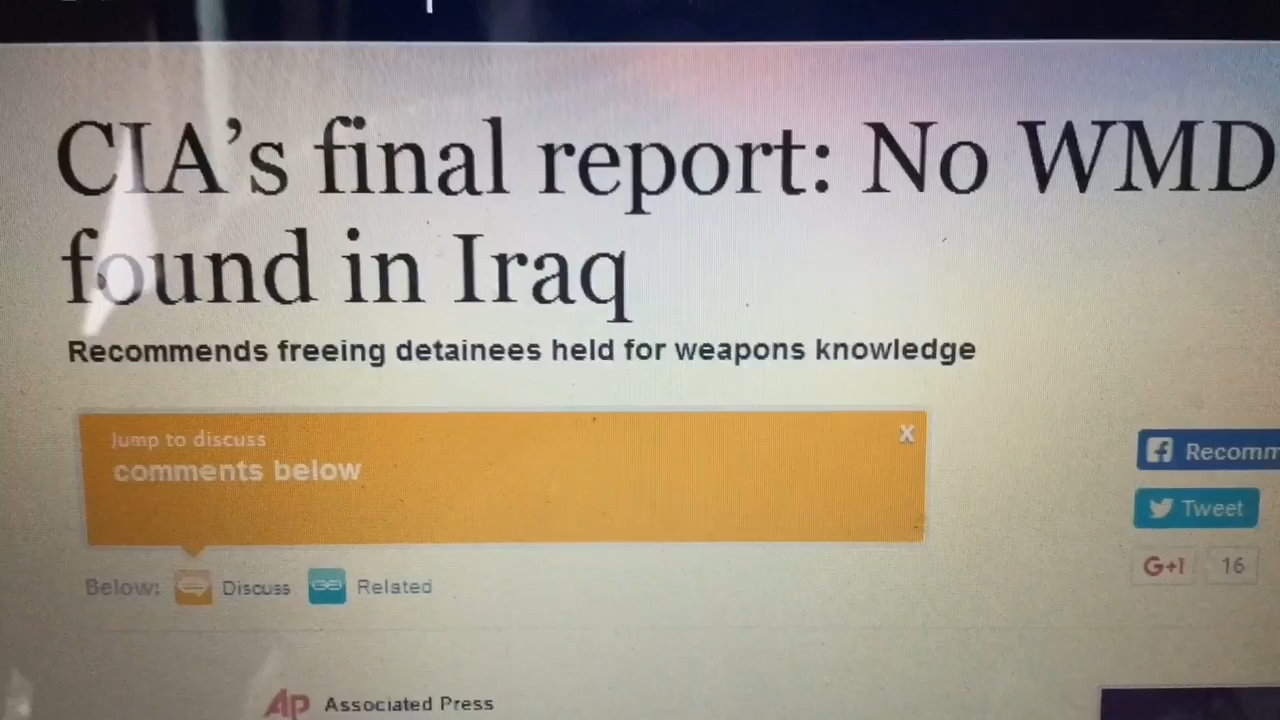 CIA's final report: No WMD
found in Iraq
Recommends freeing detainees held for weapons knowledge
Jump to discuss
comments below
x
Recomm
Tweet
G+1 16
Below: Discuss Related
AP Associated Press